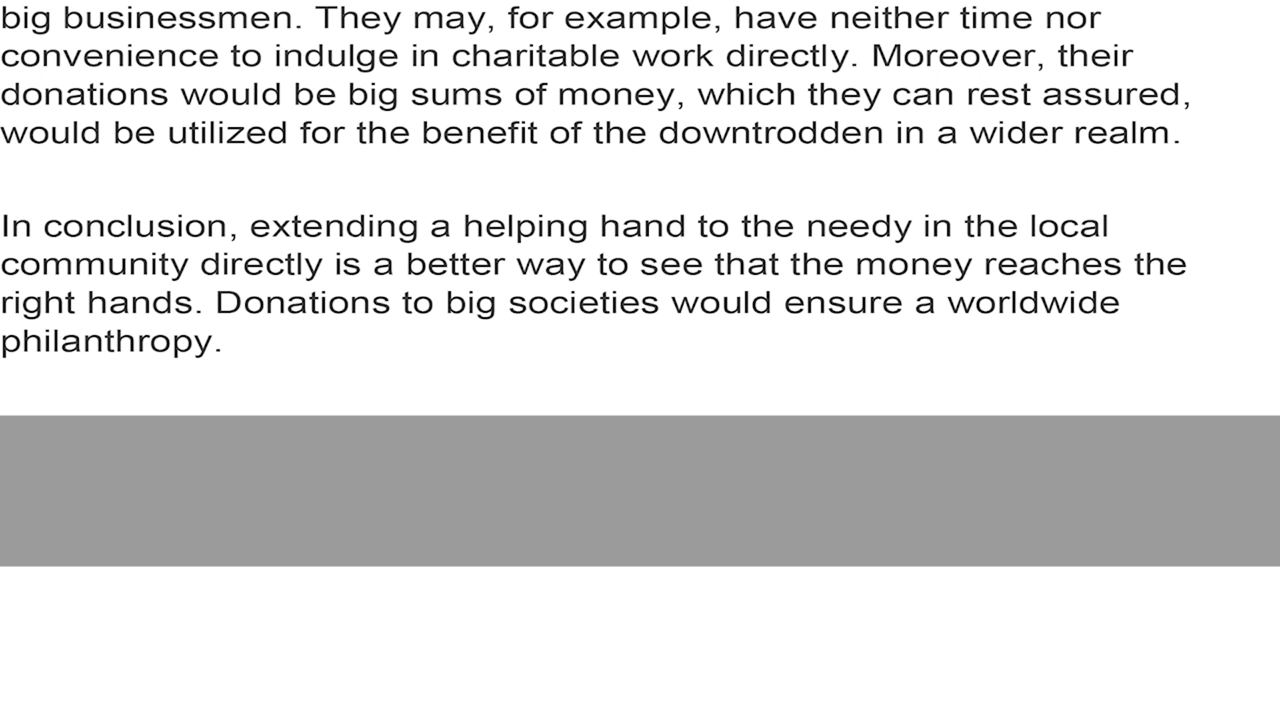 big businessmen. They may, for example, have neither time nor
convenience to indulge in charitable work directly. Moreover, their
donations would be big sums of money, which they can rest assured,
would be utilized for the benefit of the downtrodden in a wider realm.
In conclusion, extending a helping hand to the needy in the local
community directly is a better way to see that the money reaches the
right hands. Donations to big societies would ensure a worldwide
philanthropy.